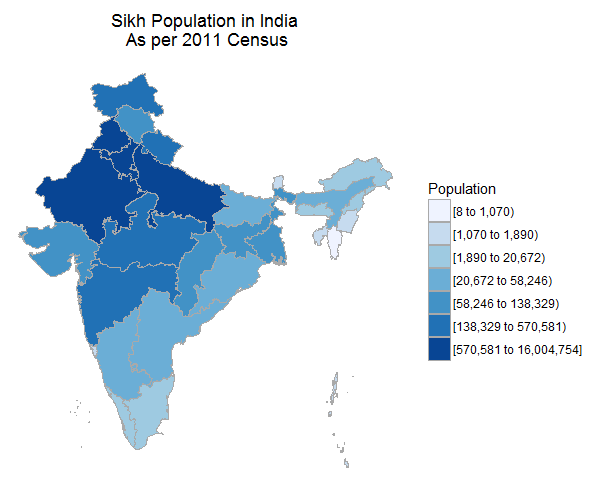 Sikh Population in India
As per 2011 Census
Population
[8 to 1,070)
[1,070 to 1,890)
[1,890 to 20,672)
[20,672 to 58,246)
[58,246 to 138,329)
[138,329 to 570,581)
[570,581 to 16,004,754]